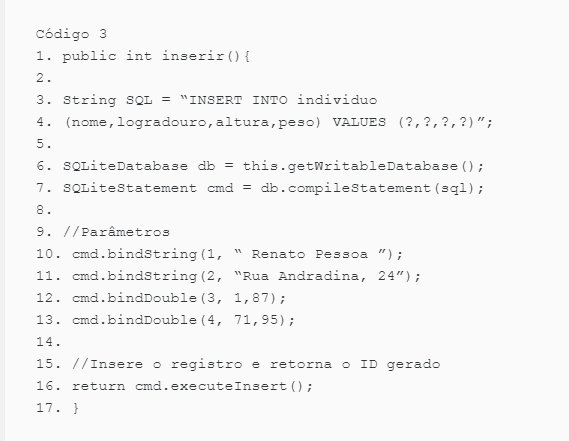 Código 3
1. public int inserir(){
2.
3. String SQL = “INSERT INTO individuo
4. (nome,logradouro,altura,peso) VALUES (?,?,?,?)”;
5.
6. SQLiteDatabase db = this.getWritableDatabase();
7. SQLiteStatement cmd = db.compileStatement(sql);
8.
9. //Parâmetros
10. cmd.bindString(1, “ Renato Pessoa ”);
11. cmd.bindString(2, “Rua Andradina, 24”);
12. cmd.bindDouble(3, 1,87);
13. cmd.bindDouble(4, 71,95);
14.
15. //Insere o registro e retorna o ID gerado
16. return cmd.executeInsert();
17. }